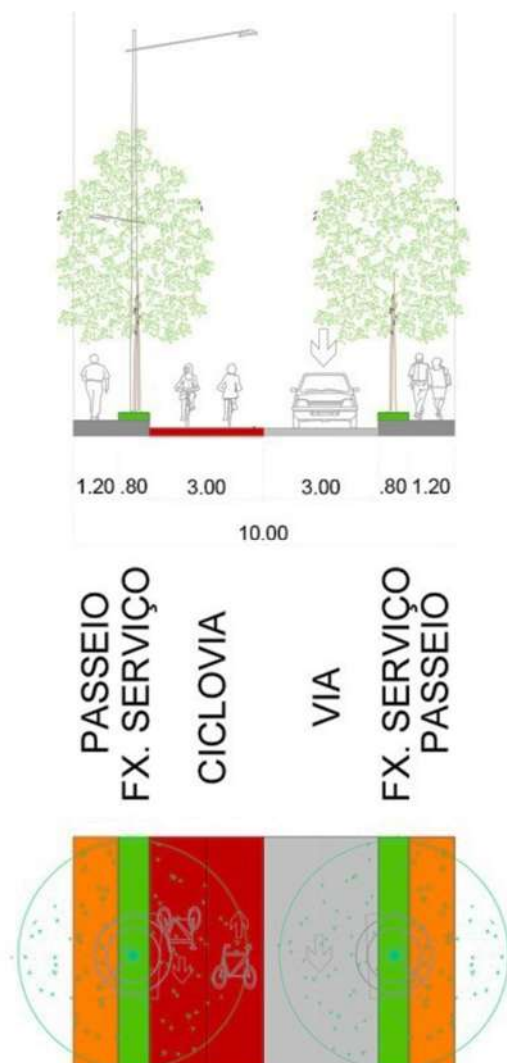 1.20 .80 3.00 3.00 .80 1.20
10.00
PASSEIO
FX. SERVIÇO
CICLOVIA
VIA
FX. SERVIÇO
PASSEIO